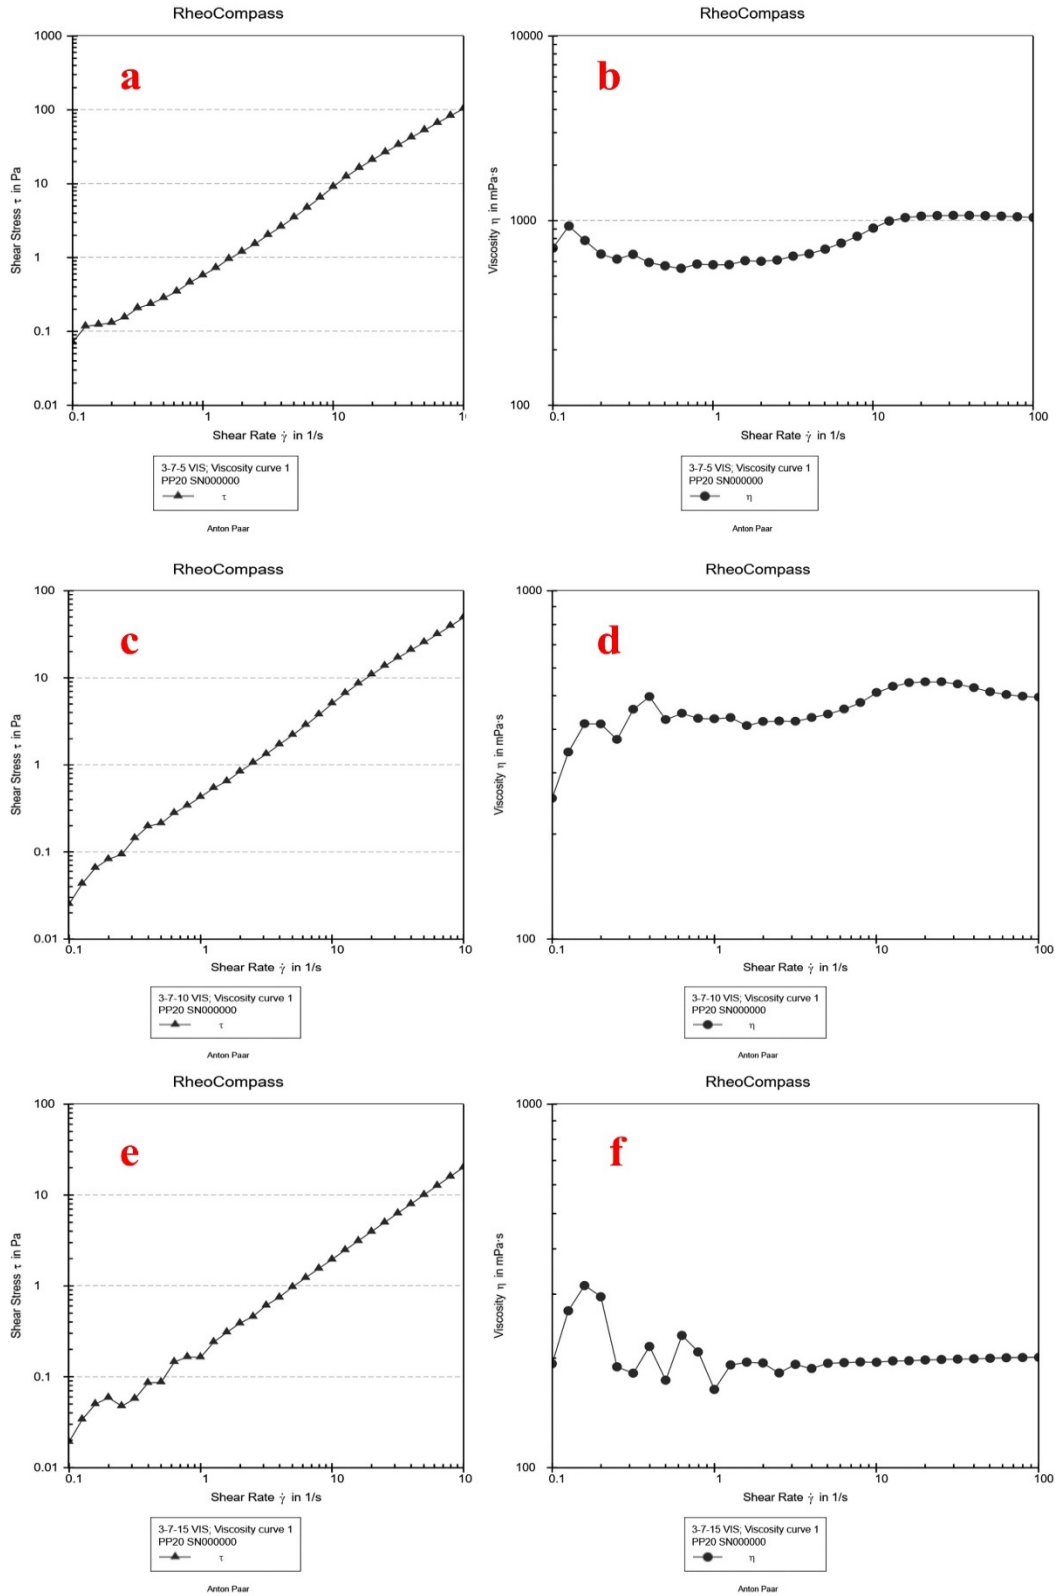 RheoCompass
1000
100
10
1
0.1
0.01
Shear Stress τ in Pa
a
0.1
1
10
1
Shear Rate γ̇ in 1/s
3-7-5 VIS; Viscosity curve 1
PP20 SN000000
τ
Anton Paar
RheoCompass
10000
1000
100
Viscosity η in mPa·s
b
0.1
1
10
100
Shear Rate γ̇ in 1/s
3-7-5 VIS; Viscosity curve 1
PP20 SN000000
η
Anton Paar
RheoCompass
100
10
1
0.1
0.01
Shear Stress τ in Pa
c
0.1
1
10
10
Shear Rate γ̇ in 1/s
3-7-10 VIS; Viscosity curve 1
PP20 SN000000
τ
Anton Paar
RheoCompass
1000
100
Viscosity η in mPa·s
d
0.1
1
10
100
Shear Rate γ̇ in 1/s
3-7-10 VIS; Viscosity curve 1
PP20 SN000000
η
Anton Paar
RheoCompass
100
10
1
0.1
0.01
Shear Stress τ in Pa
e
0.1
1
10
10
Shear Rate γ̇ in 1/s
3-7-15 VIS; Viscosity curve 1
PP20 SN000000
τ
Anton Paar
RheoCompass
1000
100
Viscosity η in mPa·s
f
0.1
1
10
100
Shear Rate γ̇ in 1/s
3-7-15 VIS; Viscosity curve 1
PP20 SN000000
η
Anton Paar